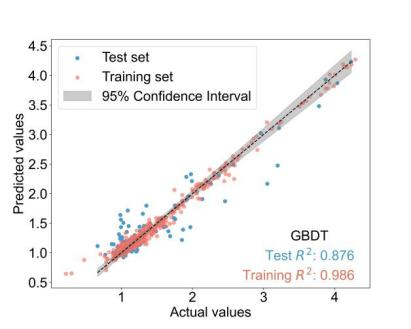 4.5
4.0
3.5
3.0
2.5
2.0
1.5
1.0
0.5
Predicted values
Test set
Training set
95% Confidence Interval
GBDT
Test R²: 0.876
Training R²: 0.986
1 2 3 4
Actual values